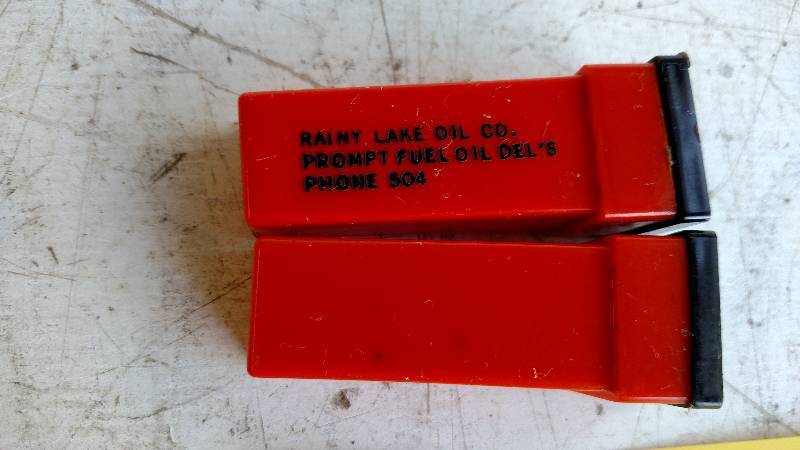 RAINY LAKE OIL CO.
PROMPT FUEL OIL DEL'S
PHONE 504